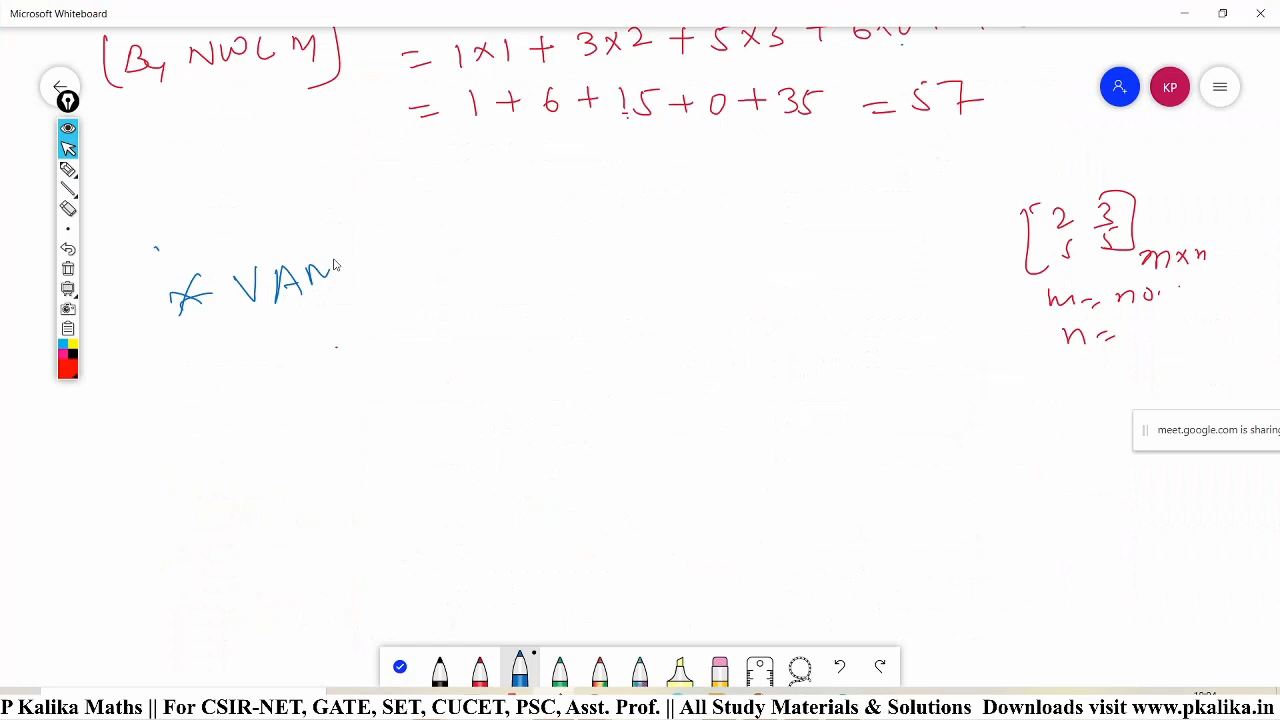 Microsoft Whiteboard
[By NWCM] = 1×1 + 3×2 + 5×3 +
= 1 + 6 + 15 + 0 + 35 = 57
KP
[2 3
5 5] m×n
m = no.
n =
* VAM
meet.google.com is sharing
P Kalika Maths || For CSIR-NET, GATE, SET, CUCET, PSC, Asst. Prof. || All Study Materials & Solutions Downloads visit www.pkalika.in